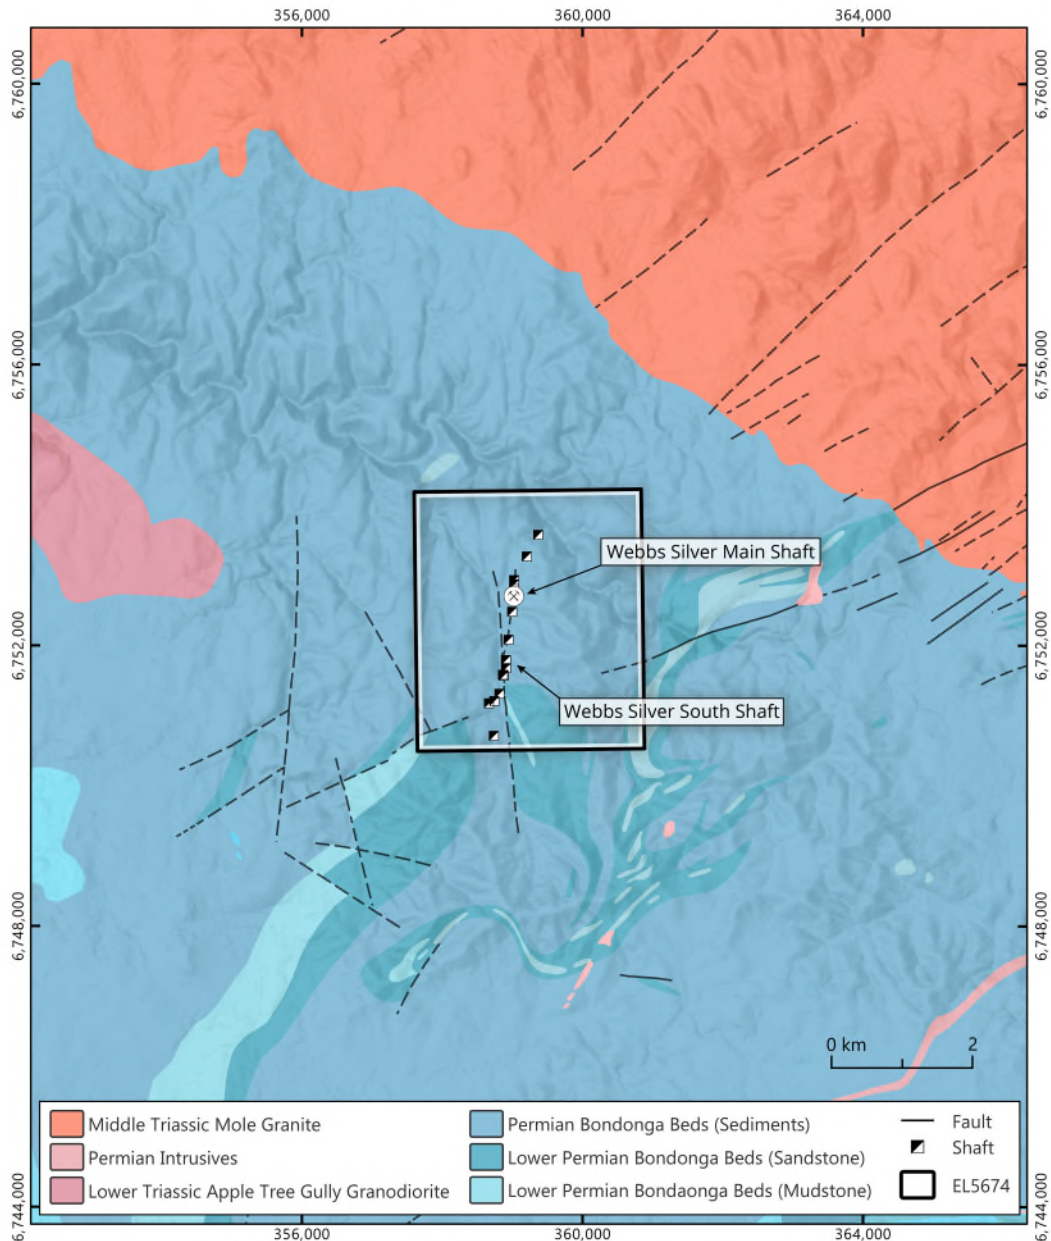 356,000
360,000
364,000
6,760,000
6,760,000
6,756,000
6,756,000
Webbs Silver Main Shaft
6,752,000
6,752,000
Webbs Silver South Shaft
6,748,000
6,748,000
0 km
2
Middle Triassic Mole Granite
Permian Intrusives
Lower Triassic Apple Tree Gully Granodiorite
Permian Bondonga Beds (Sediments)
Lower Permian Bondonga Beds (Sandstone)
Lower Permian Bondaonga Beds (Mudstone)
Fault
Shaft
EL5674
6,744,000
6,744,000
356,000
360,000
364,000